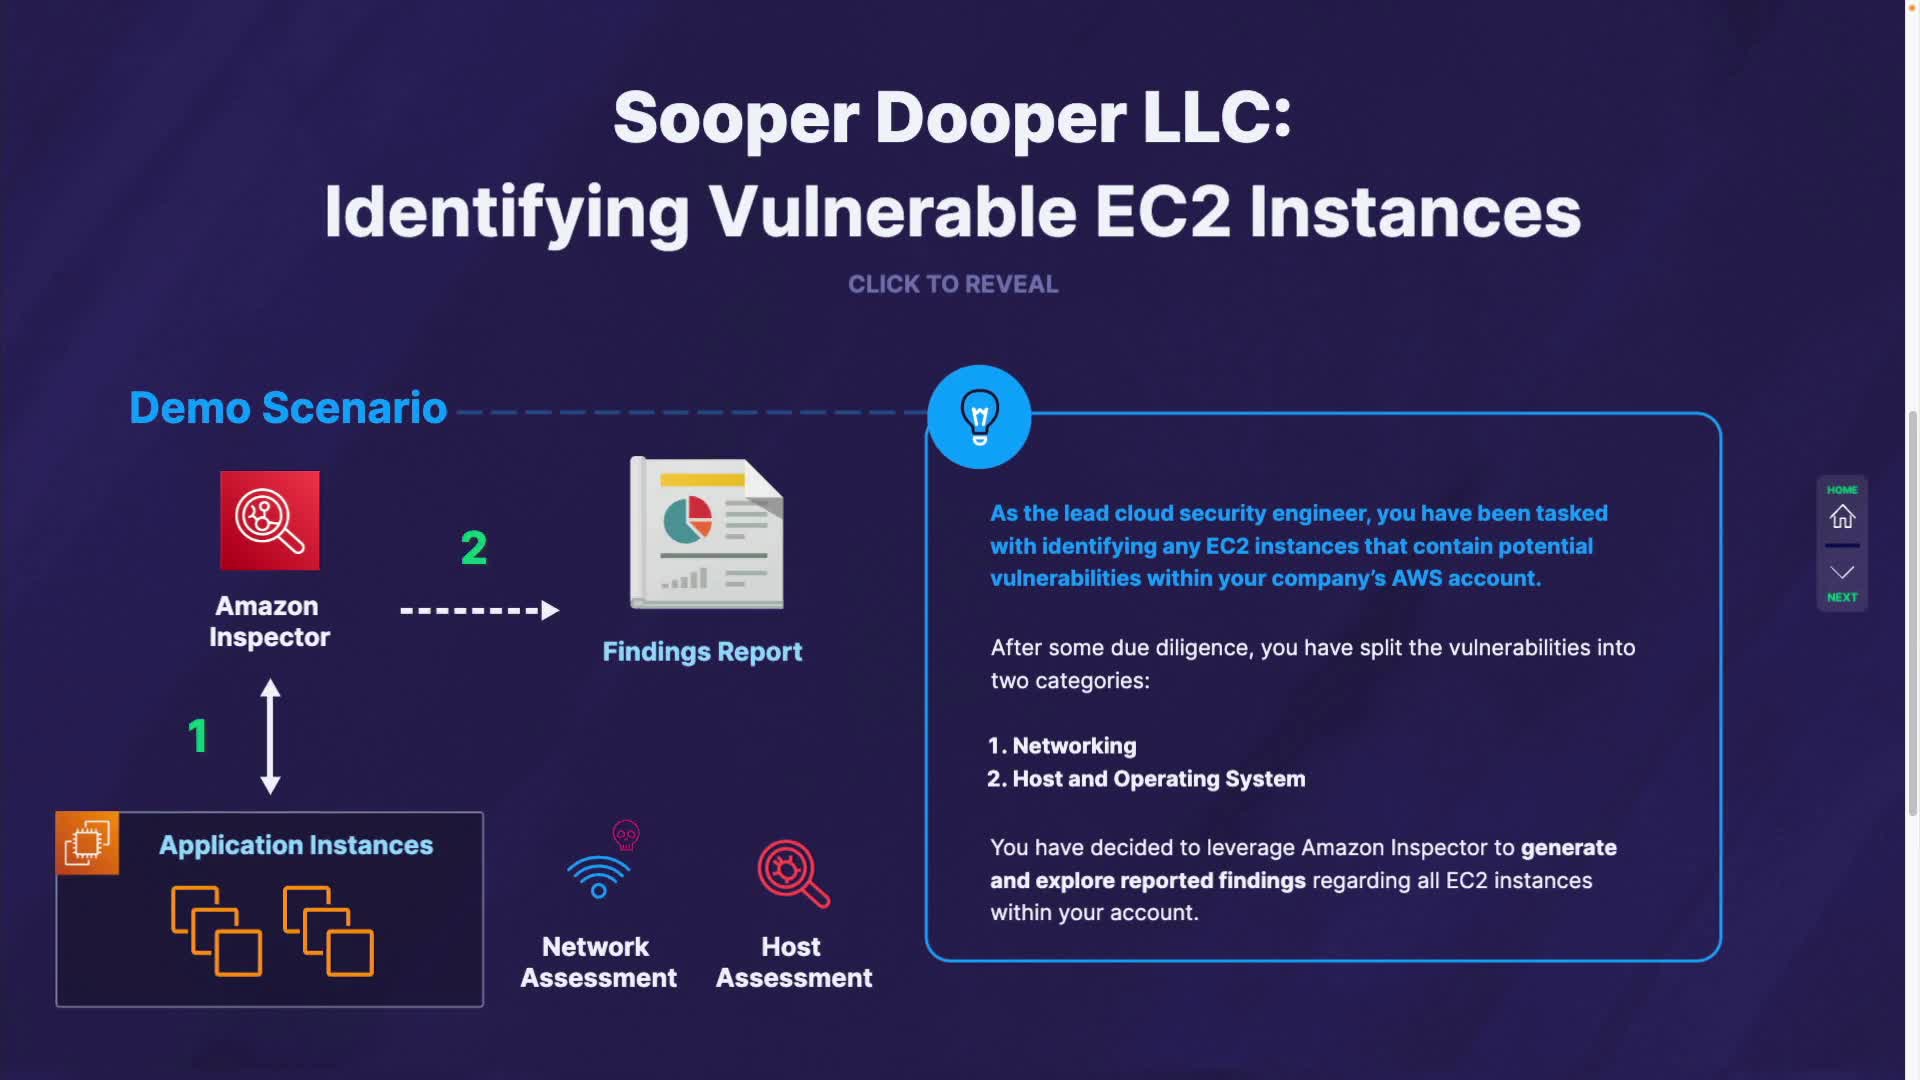 Sooper Dooper LLC:
Identifying Vulnerable EC2 Instances
CLICK TO REVEAL
Demo Scenario
Amazon
Inspector
2
Findings Report
1
Application Instances
Network
Assessment
Host
Assessment
As the lead cloud security engineer, you have been tasked
with identifying any EC2 instances that contain potential
vulnerabilities within your company’s AWS account.
After some due diligence, you have split the vulnerabilities into
two categories:
1. Networking
2. Host and Operating System
You have decided to leverage Amazon Inspector to generate
and explore reported findings regarding all EC2 instances
within your account.
HOME
NEXT